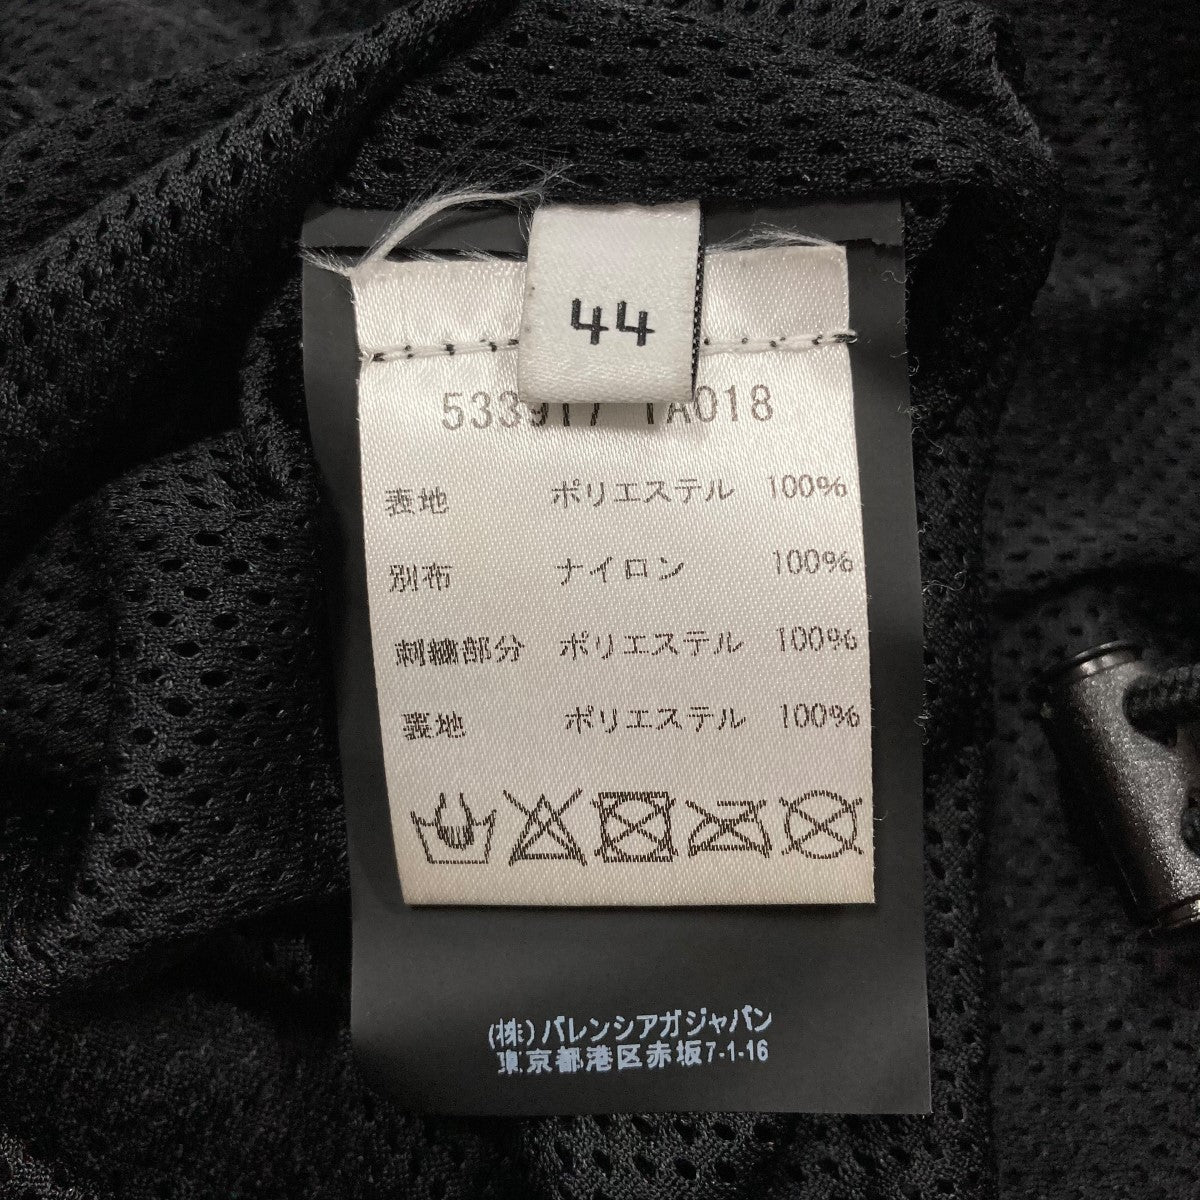 44
533917 TA018
表地 ポリエステル 100%
別布 ナイロン 100%
刺繍部分 ポリエステル 100%
裏地 ポリエステル 100%
(株)バレンシアガジャパン
東京都港区赤坂7-1-16